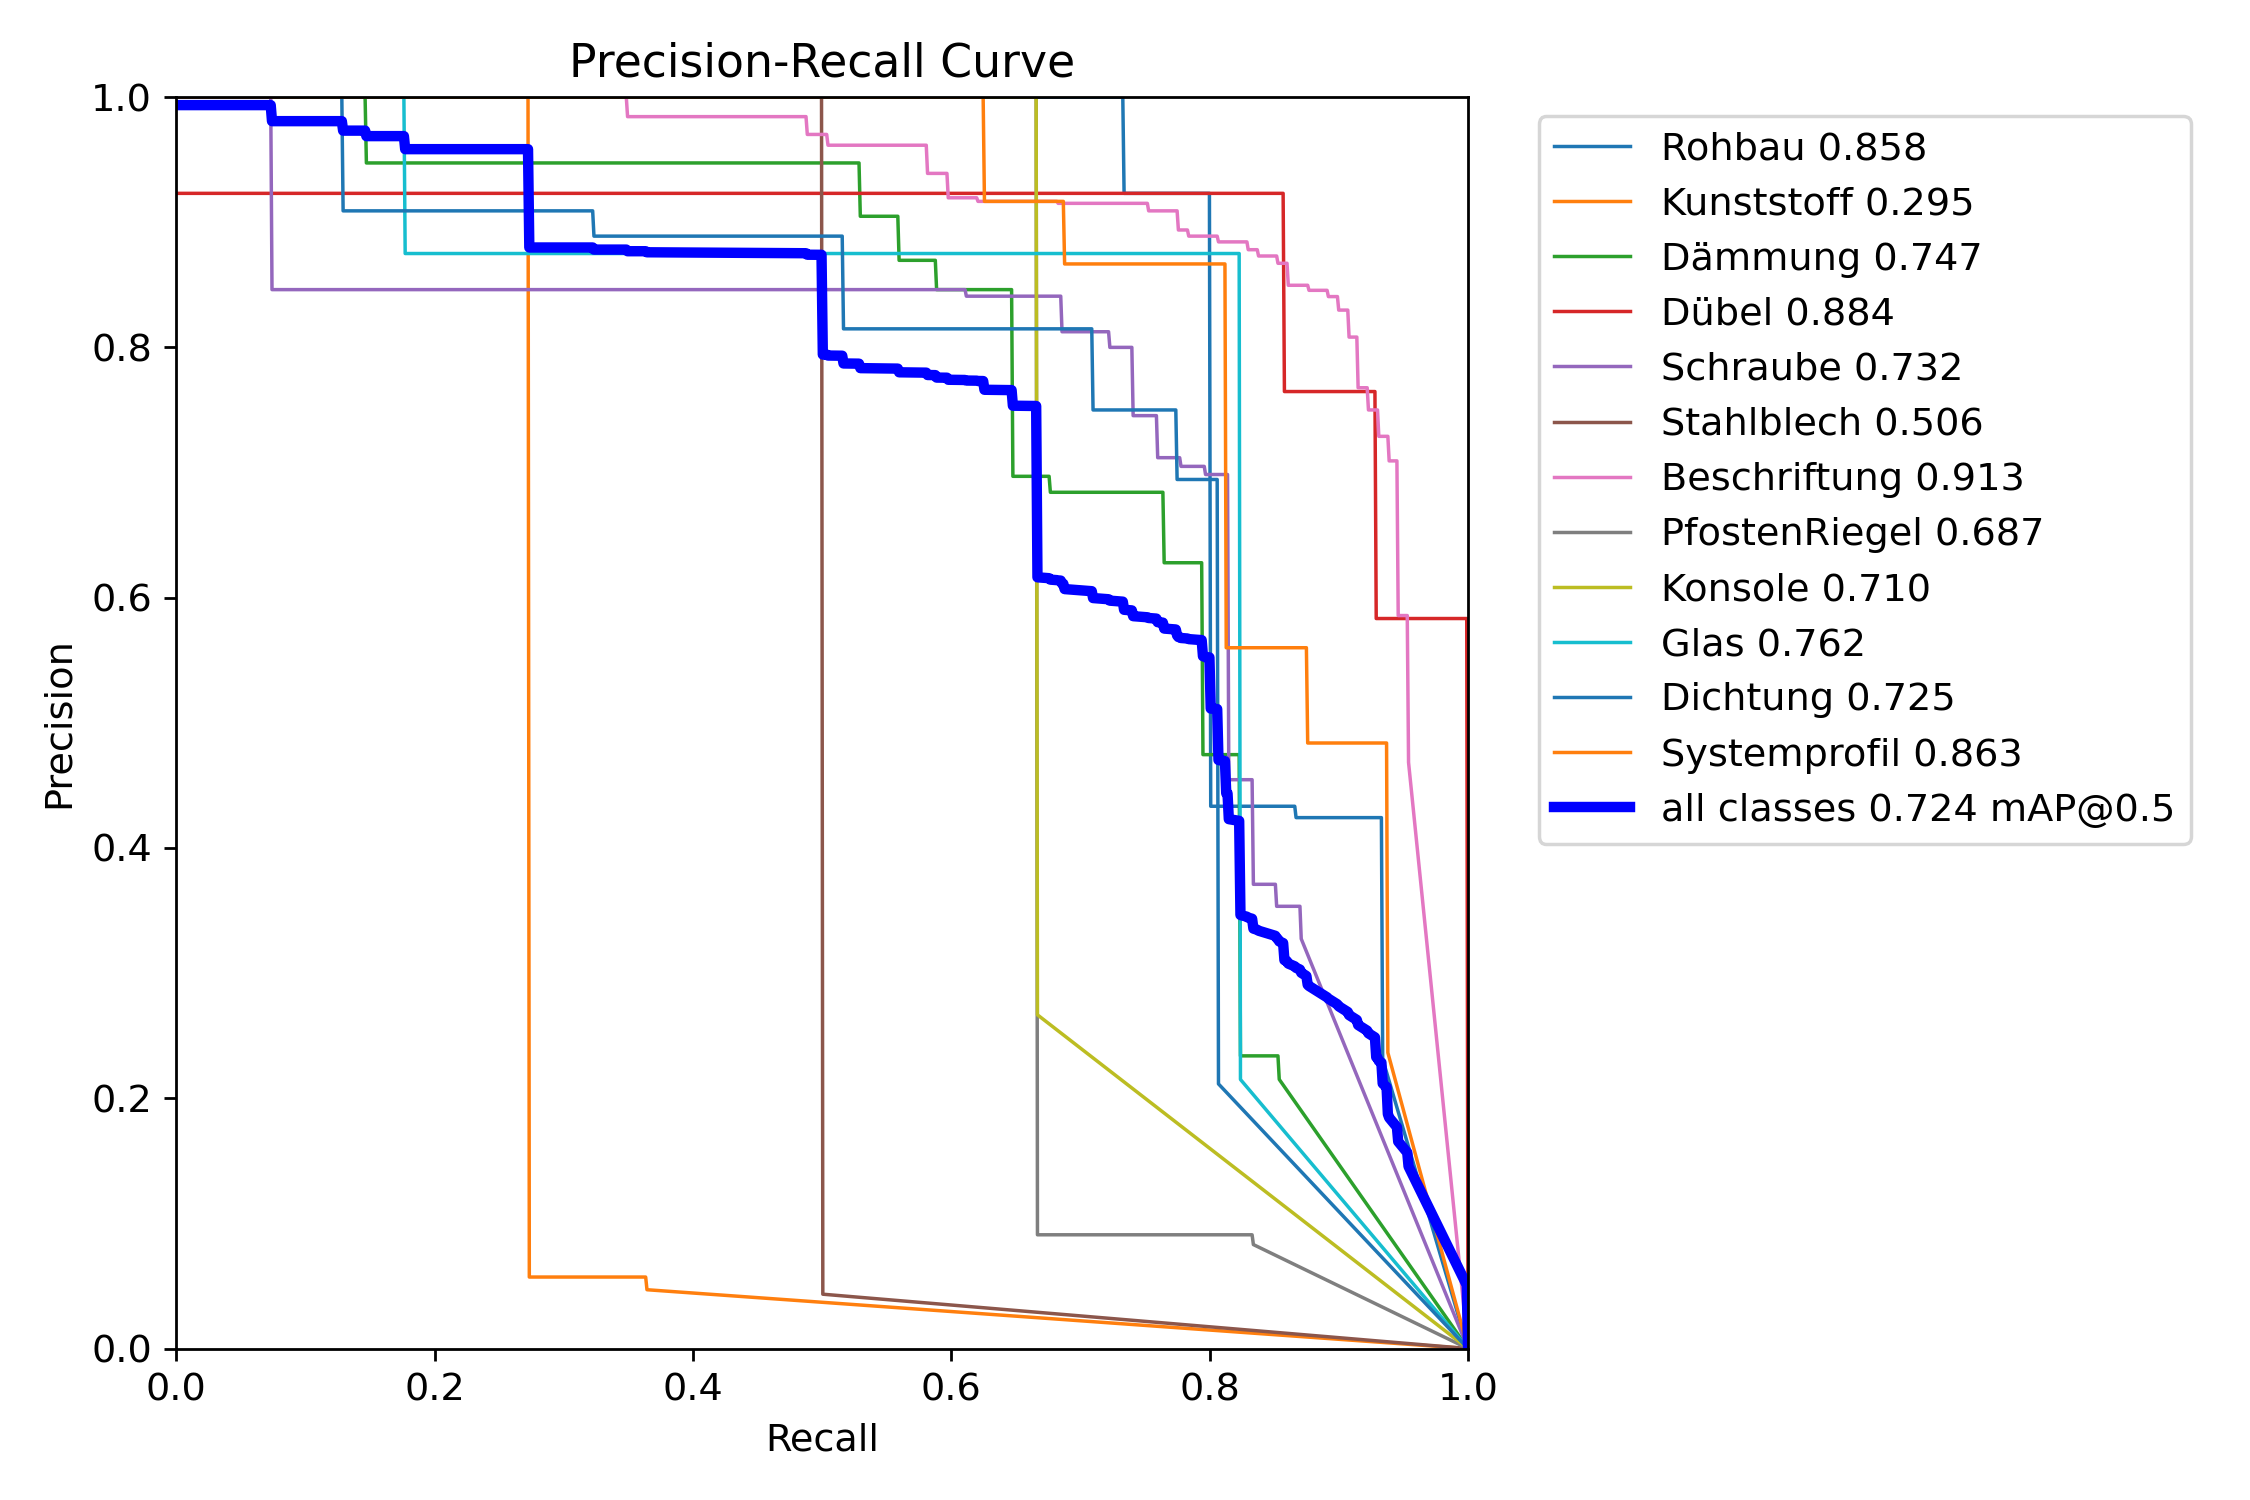 Precision-Recall Curve
1.0
0.8
0.6
0.4
0.2
0.0
Precision
0.0 0.2 0.4 0.6 0.8 1.0
Recall
Rohbau 0.858
Kunststoff 0.295
Dämmung 0.747
Dübel 0.884
Schraube 0.732
Stahlblech 0.506
Beschriftung 0.913
PfostenRiegel 0.687
Konsole 0.710
Glas 0.762
Dichtung 0.725
Systemprofil 0.863
all classes 0.724 mAP@0.5